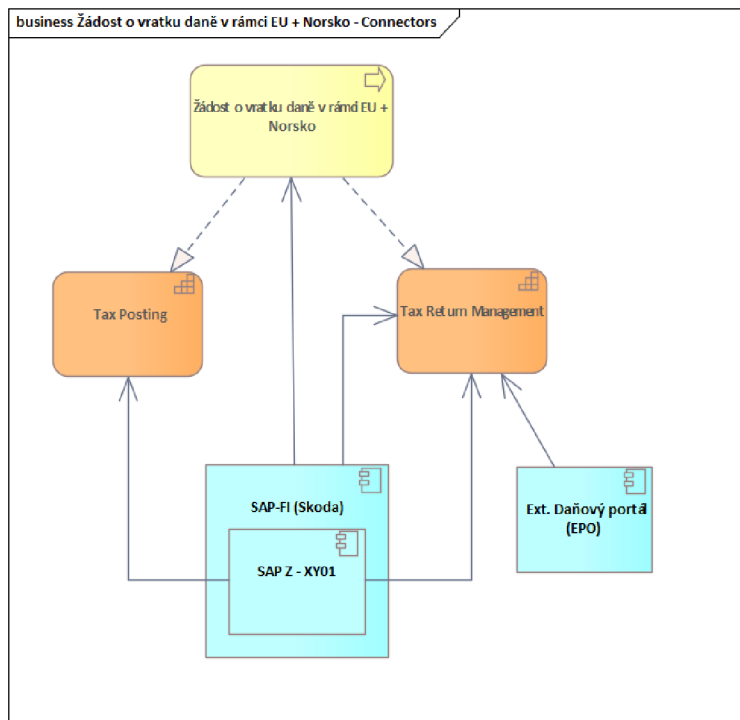 business Žádost o vratku daně v rámci EU + Norsko - Connectors
Žádost o vratku daně v rámci EU +
Norsko
Tax Posting
Tax Return Management
SAP-FI (Skoda)
SAP Z - XY01
Ext. Daňový portál
(EPO)